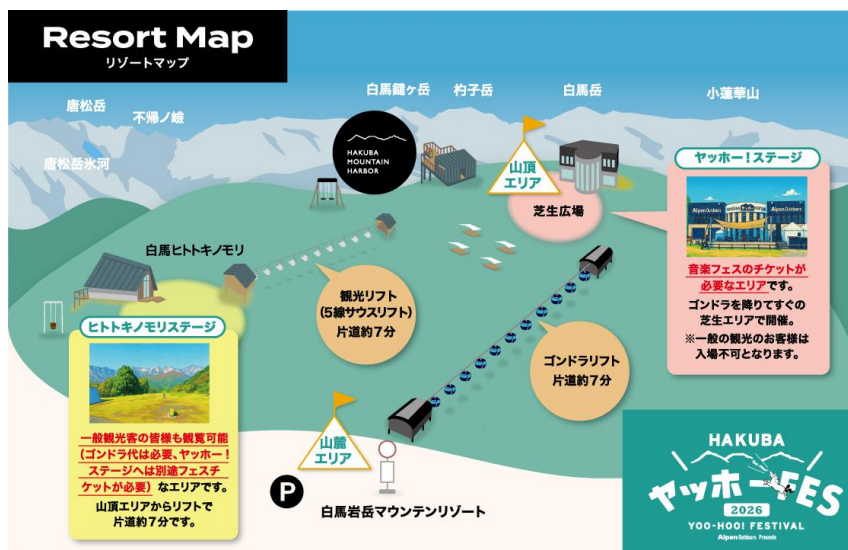 Resort Map
リゾートマップ
唐松岳
不帰ノ嶮
唐松岳氷河
白馬鑓ヶ岳
杓子岳
白馬岳
小蓮華山
HAKUBA
MOUNTAIN
HARBOR
山頂
エリア
芝生広場
ヤッホー!ステージ
AlpenOutdoors
AlpenOutdoors
音楽フェスのチケットが
必要なエリアです。
ゴンドラを降りてすぐの
芝生エリアで開催。
※一般の観光のお客様は
入場不可となります。
白馬ヒトトキノモリ
観光リフト
(5線サウスリフト)
片道約7分
ゴンドラリフト
片道約7分
ヒトトキノモリステージ
一般観光客の皆様も観覧可能
(ゴンドラ代は必要、ヤッホー!
ステージへは別途フェスチ
ケットが必要)なエリアです。
山頂エリアからリフトで
片道約7分です。
山麓
エリア
P
白馬岩岳マウンテンリゾート
HAKUBA
ヤッホーFES
2026
YOO-HOO! FESTIVAL
AlpenOutdoors Presents